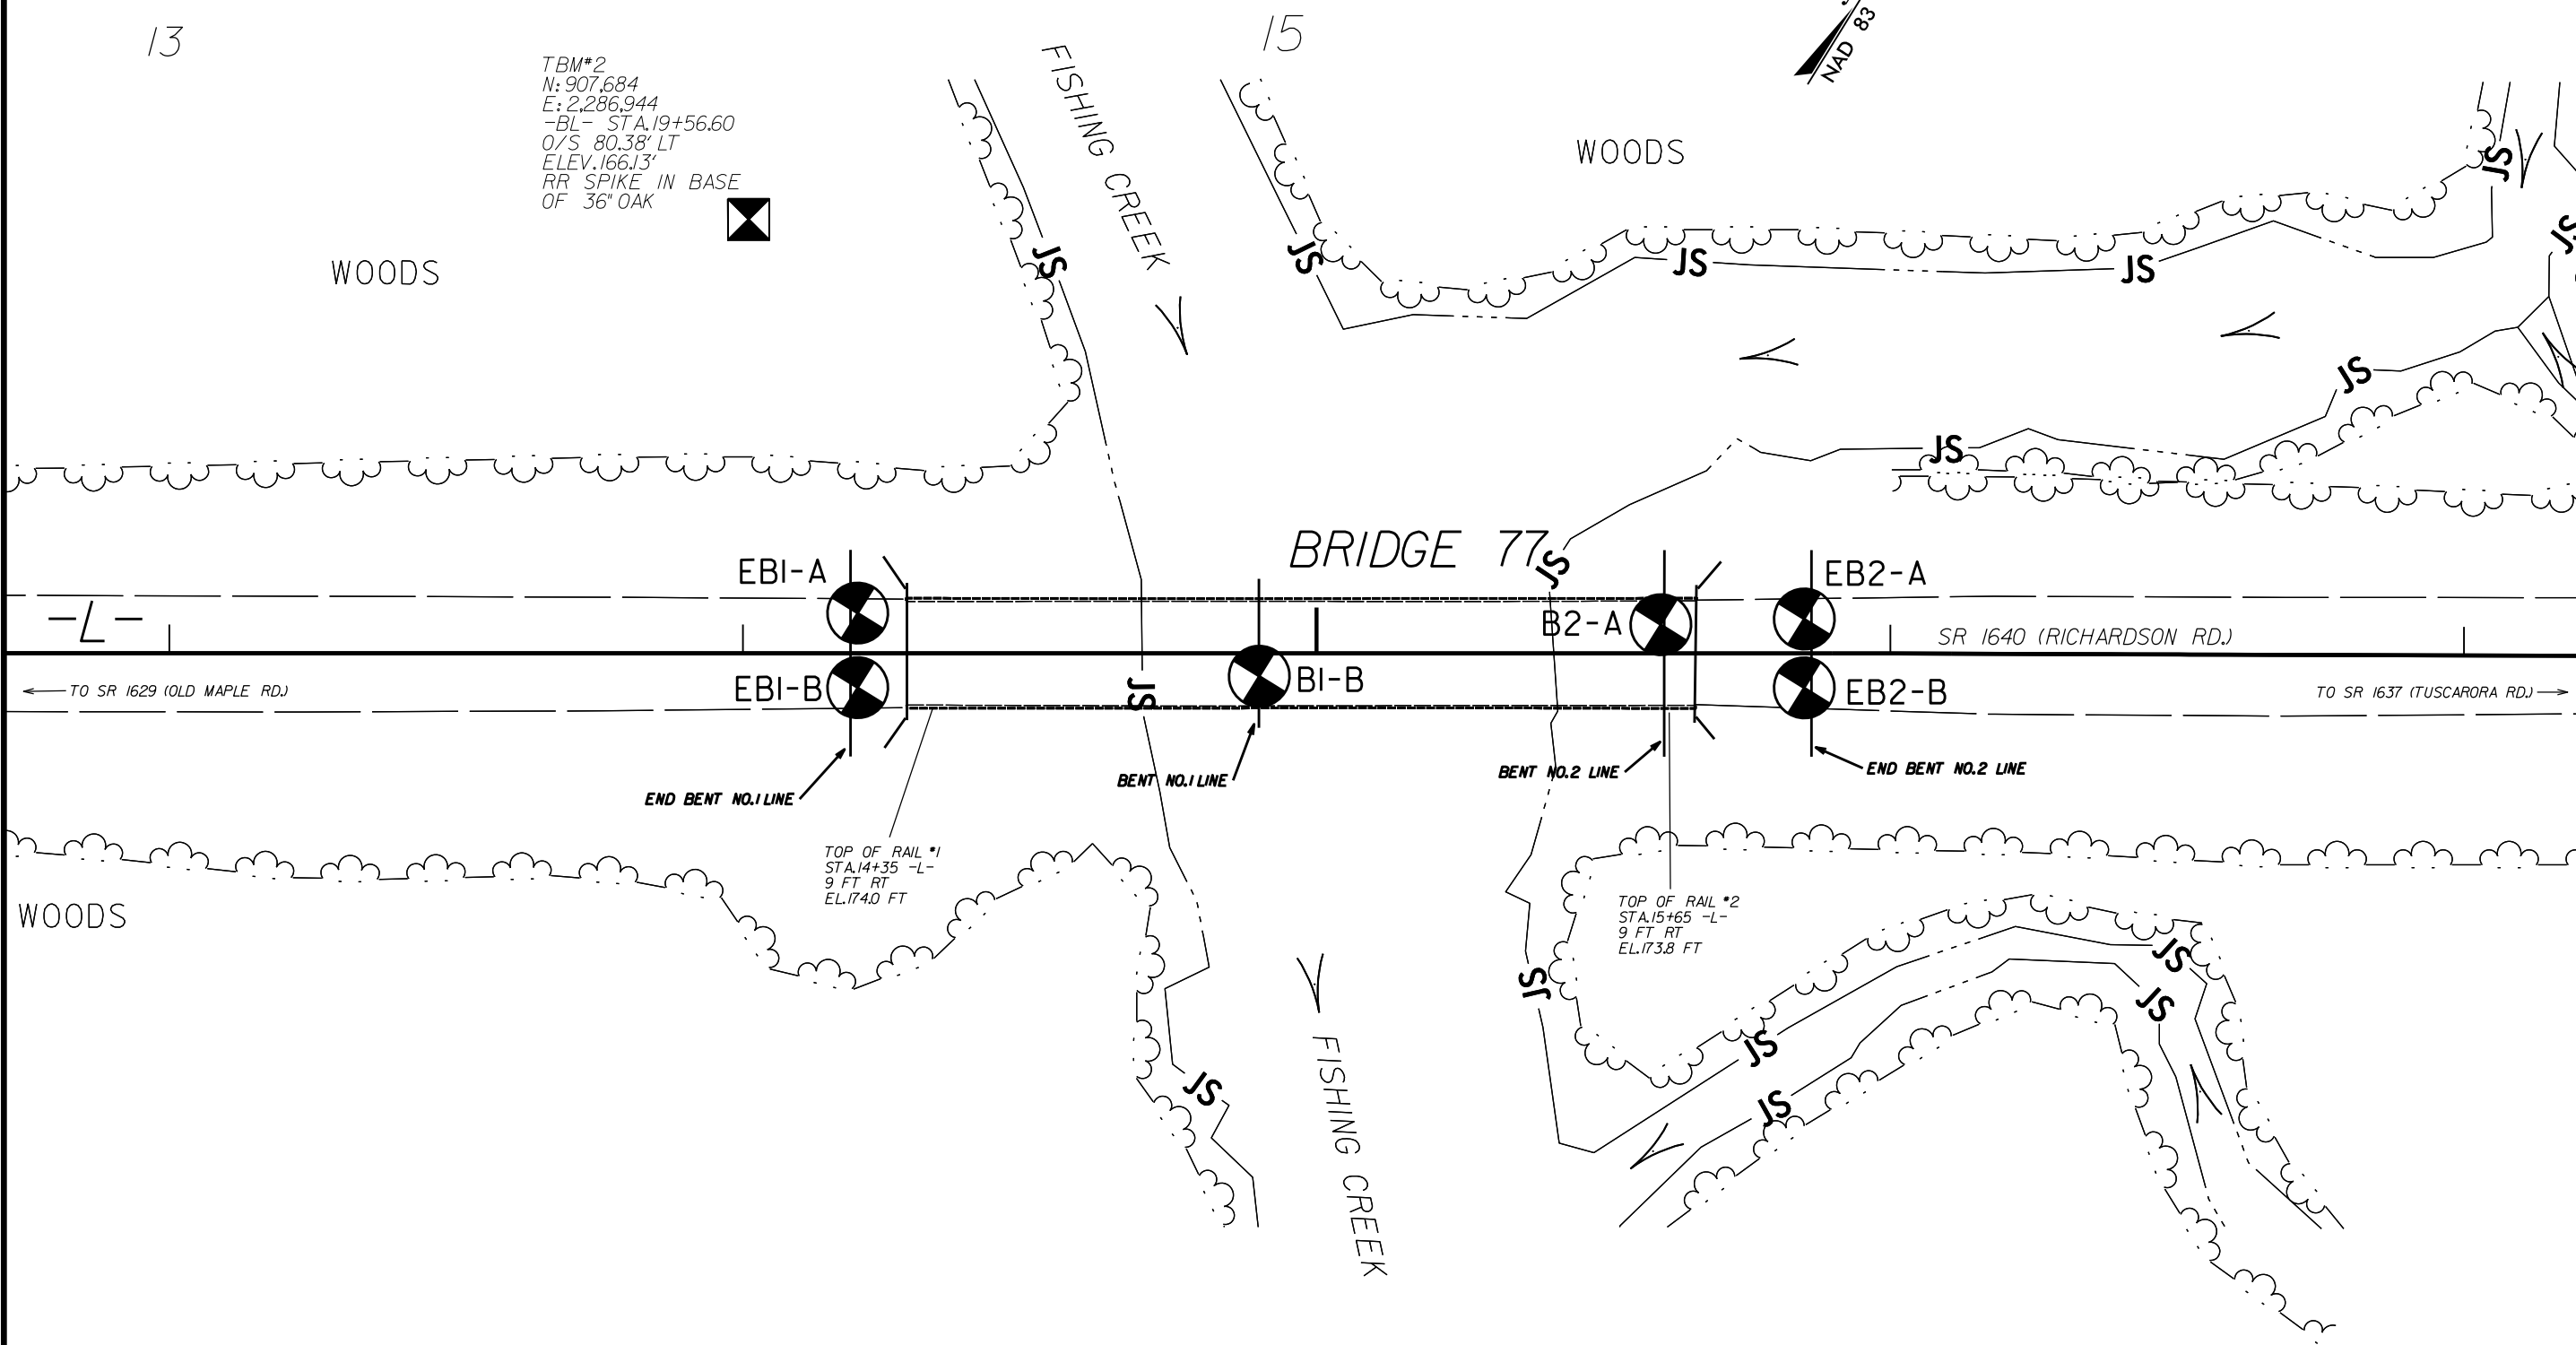 13
15
NAD 83
TBM#2
N: 907,684
E: 2,286,944
-BL- STA.19+56.60
O/S 80.38' LT
ELEV.166.13'
RR SPIKE IN BASE
OF 36" OAK
FISHING CREEK
WOODS
WOODS
JS
JS
JS
JS
JS
JS
JS
JS
BRIDGE 77
JS
EB1-A
EB2-A
-L-
B2-A
SR 1640 (RICHARDSON RD.)
TO SR 1629 (OLD MAPLE RD.)
EB1-B
JS
B1-B
EB2-B
TO SR 1637 (TUSCARORA RD.)
END BENT NO.1 LINE
BENT NO.1 LINE
BENT NO.2 LINE
END BENT NO.2 LINE
TOP OF RAIL #1
STA.14+35 -L-
9 FT RT
EL.174.0 FT
TOP OF RAIL #2
STA.15+65 -L-
9 FT RT
EL.173.8 FT
WOODS
JS
JS
JS
JS
JS
JS
FISHING CREEK